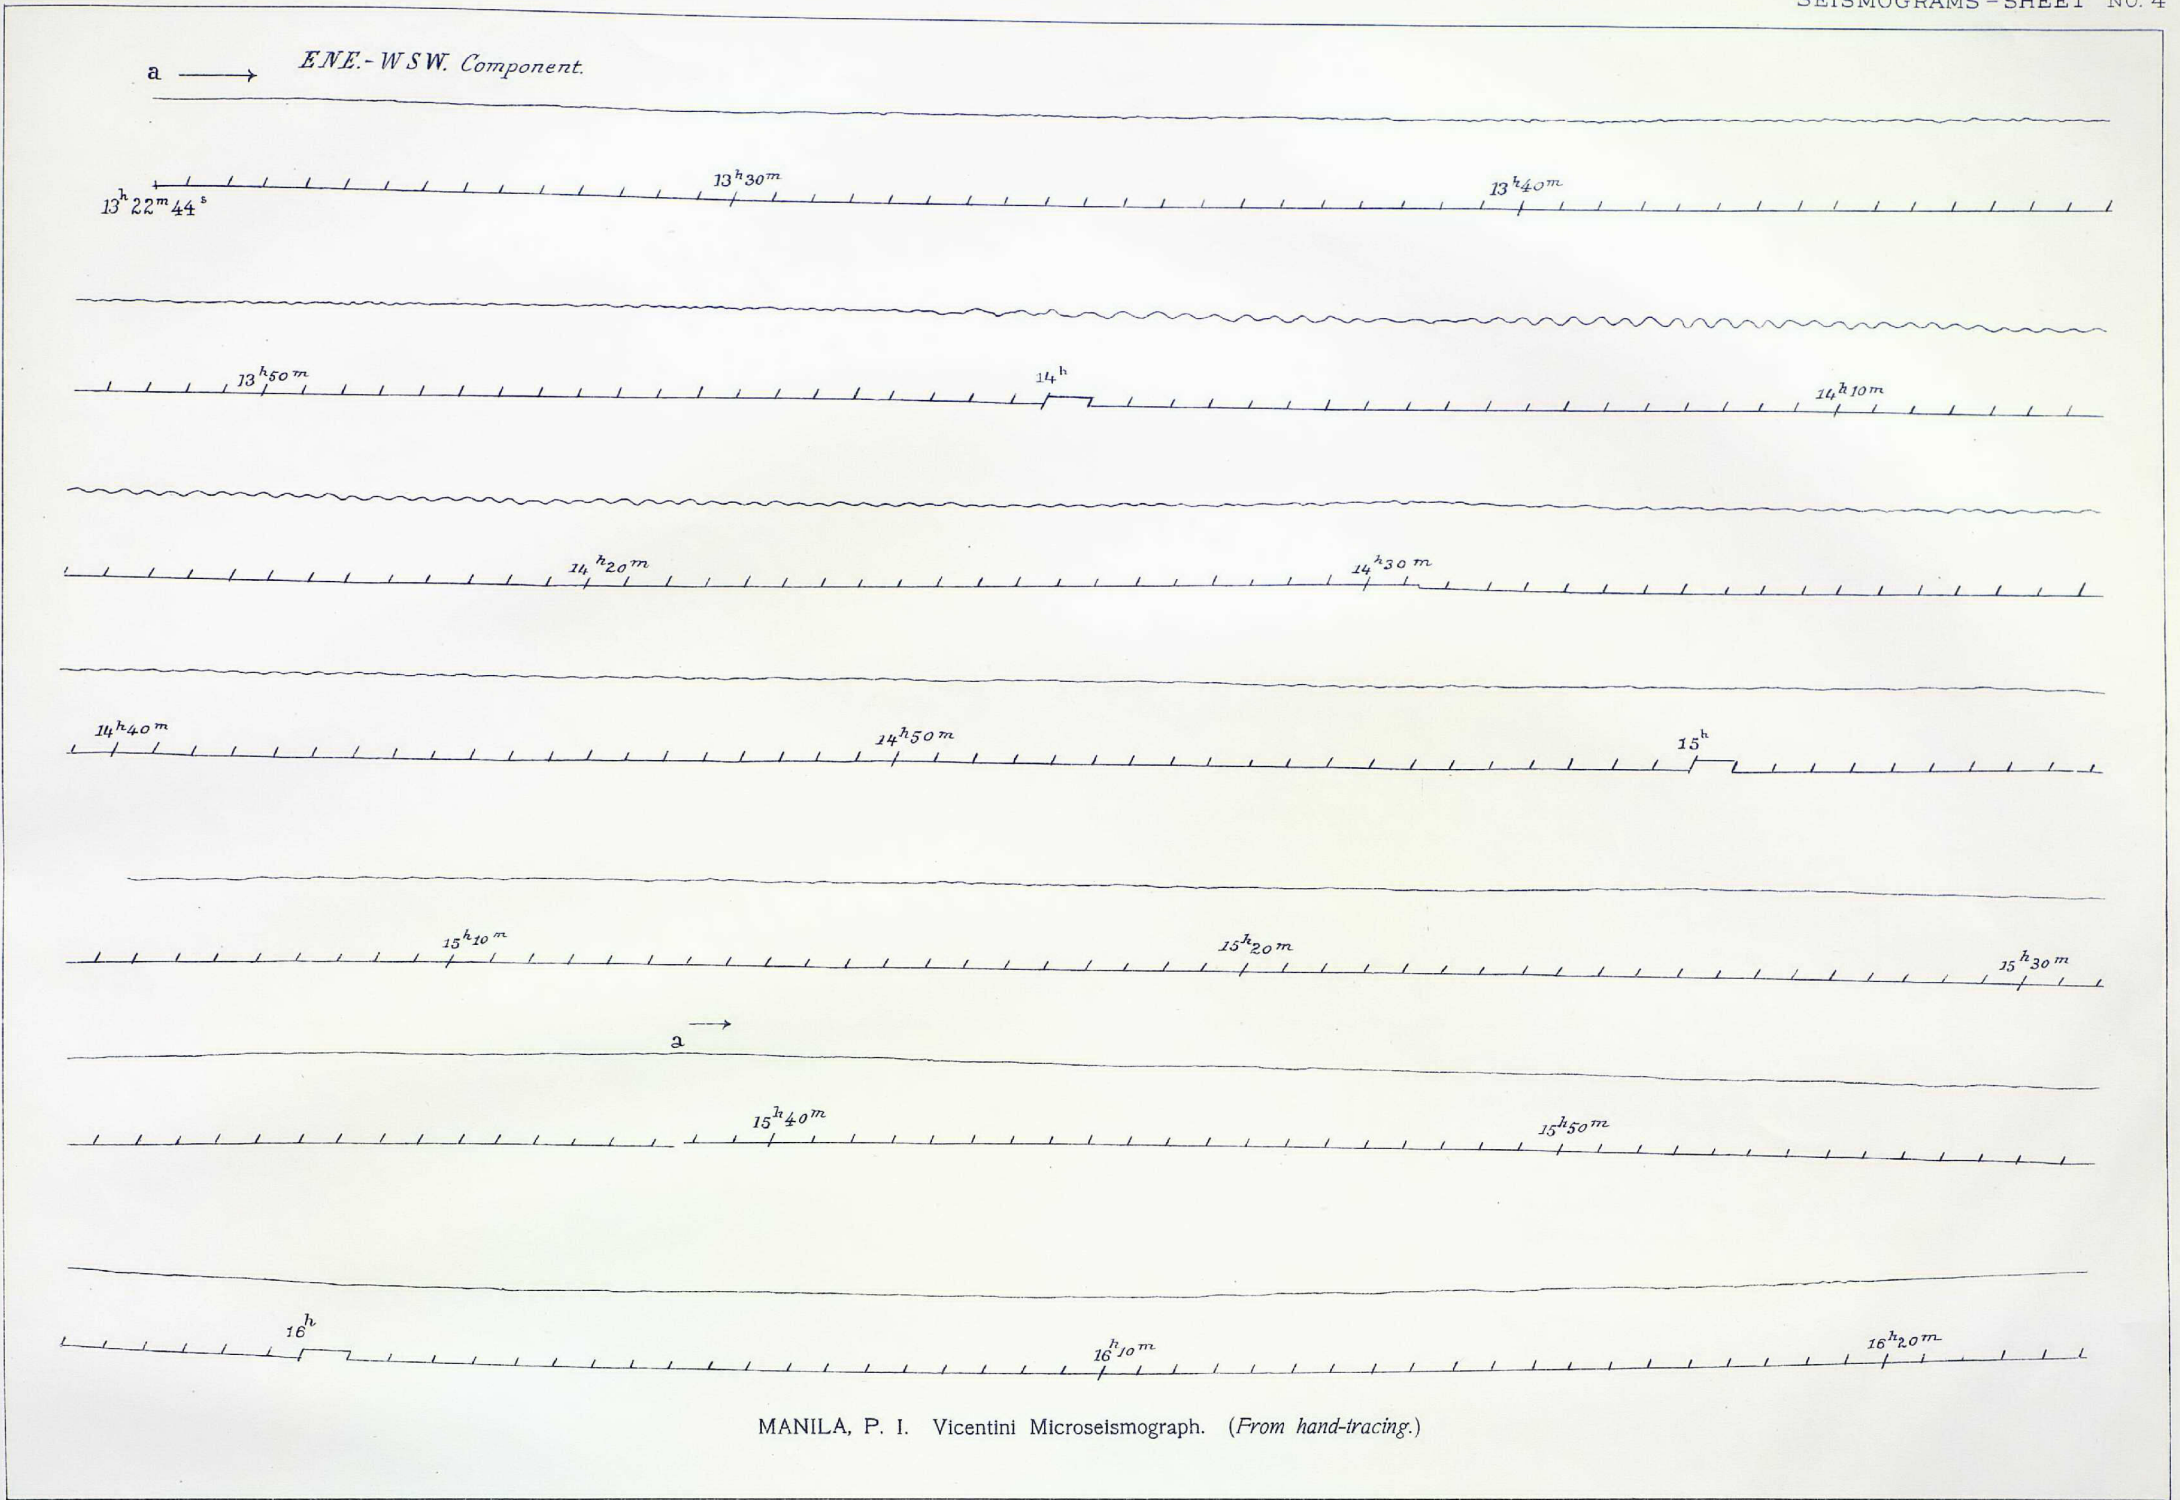 SEISMOGRAMS – SHEET NO. 4
a ENE.-WSW. Component.
13h30m 13h40m
13h22m44s
13h50m 14h 14h10m
14h20m 14h30m
14h40m 14h50m 15h
15h10m 15h20m 15h30m
a
15h40m 15h50m
16h 16h10m 16h20m
MANILA, P. I. Vicentini Microseismograph. (From hand-tracing.)